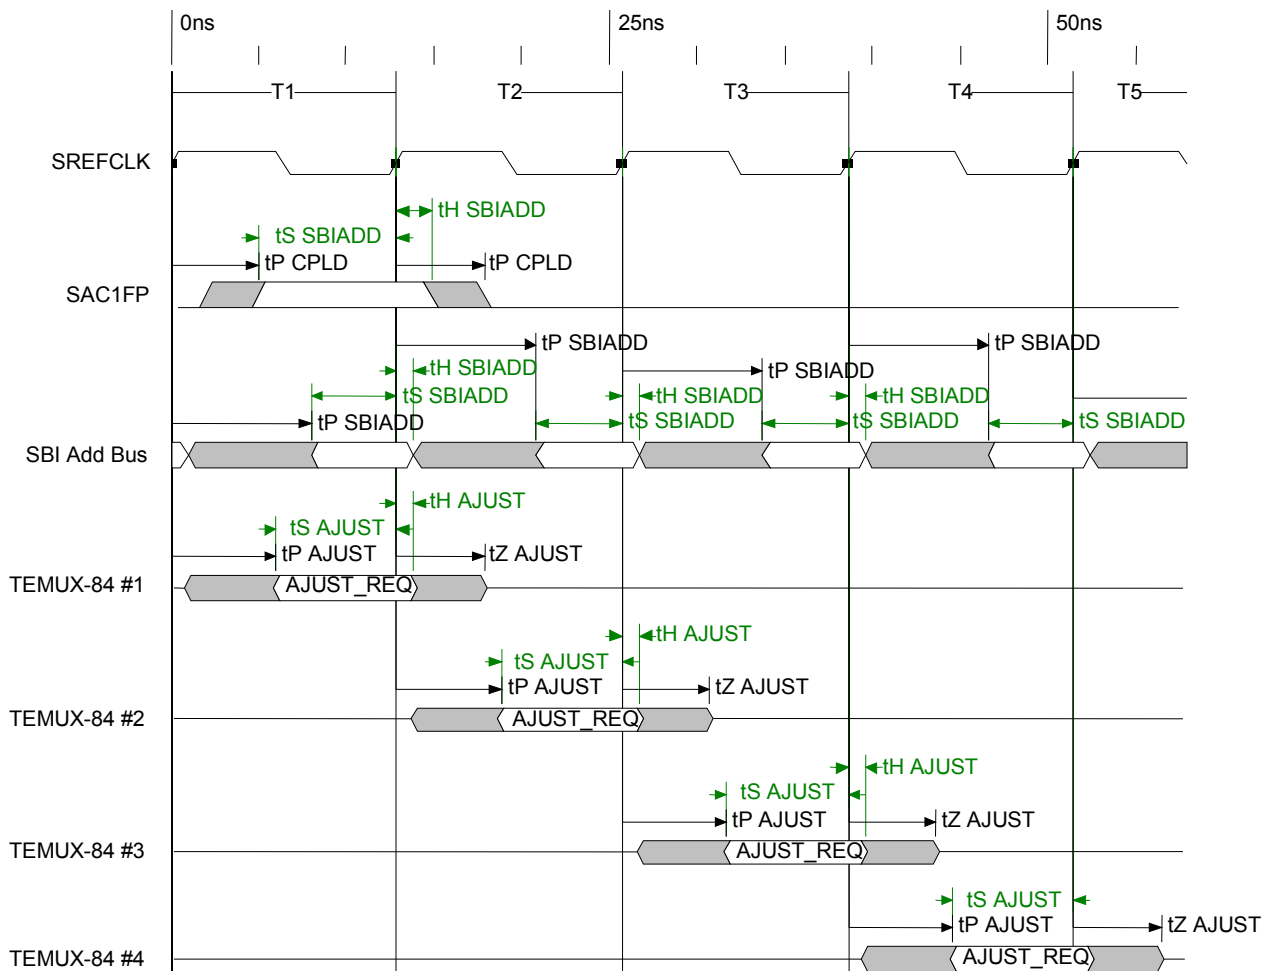 0ns 25ns 50ns
T1 T2 T3 T4 T5
SREFCLK
tH SBIADD
tS SBIADD
tP CPLD tP CPLD
SAC1FP
tP SBIADD tP SBIADD
tH SBIADD tP SBIADD
tS SBIADD tH SBIADD tH SBIADD
tP SBIADD tS SBIADD tS SBIADD tS SBIADD
SBI Add Bus
tH AJUST
tS AJUST
tP AJUST tZ AJUST
TEMUX-84 #1 AJUST_REQ
tH AJUST
tS AJUST
tP AJUST tZ AJUST
TEMUX-84 #2 AJUST_REQ
tH AJUST
tS AJUST
tP AJUST tZ AJUST
TEMUX-84 #3 AJUST_REQ
tS AJUST
tP AJUST tZ AJUST
TEMUX-84 #4 AJUST_REQ